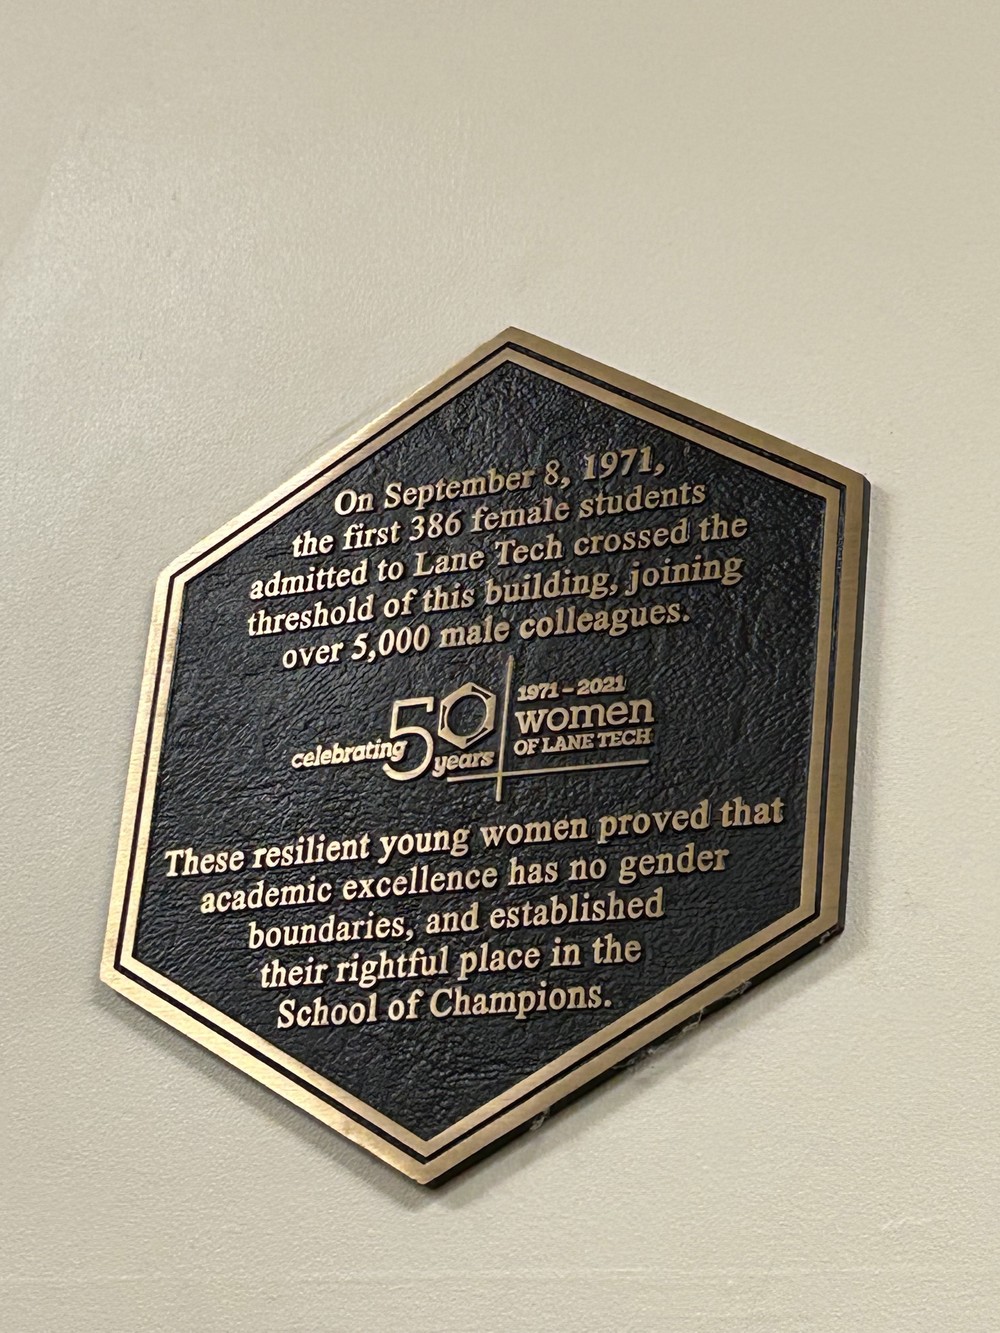 On September 8, 1971,
the first 386 female students
admitted to Lane Tech crossed the
threshold of this building, joining
over 5,000 male colleagues.
celebrating 50 years
1971 – 2021
women
OF LANE TECH
These resilient young women proved that
academic excellence has no gender
boundaries, and established
their rightful place in the
School of Champions.